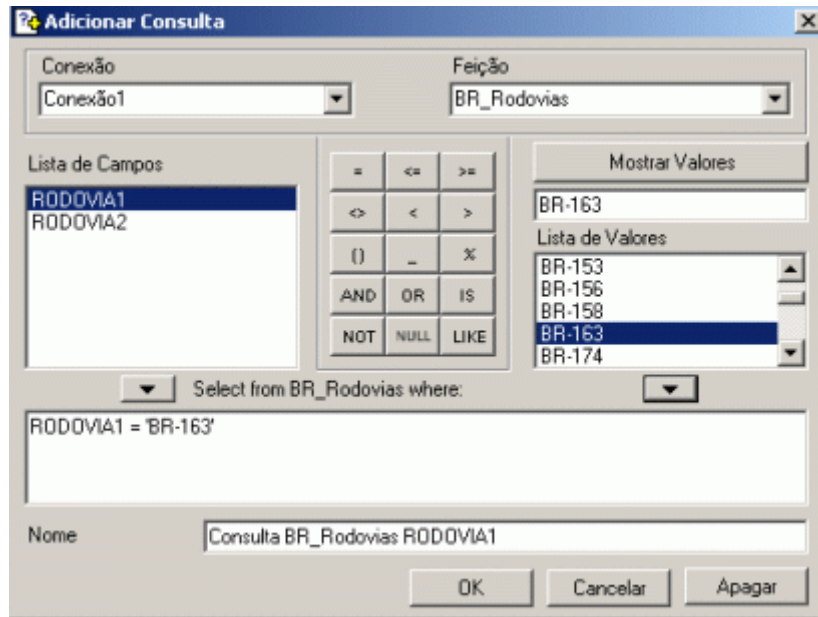 Adicionar Consulta
Conexão
Feição
Conexão1
BR_Rodovias
Lista de Campos
RODOVIA1
RODOVIA2
= <= >=
<> < >
() _ %
AND OR IS
NOT NULL LIKE
Mostrar Valores
BR-163
Lista de Valores
BR-153
BR-156
BR-158
BR-163
BR-174
Select from BR_Rodovias where:
RODOVIA1 = 'BR-163'
Nome
Consulta BR_Rodovias RODOVIA1
OK
Cancelar
Apagar